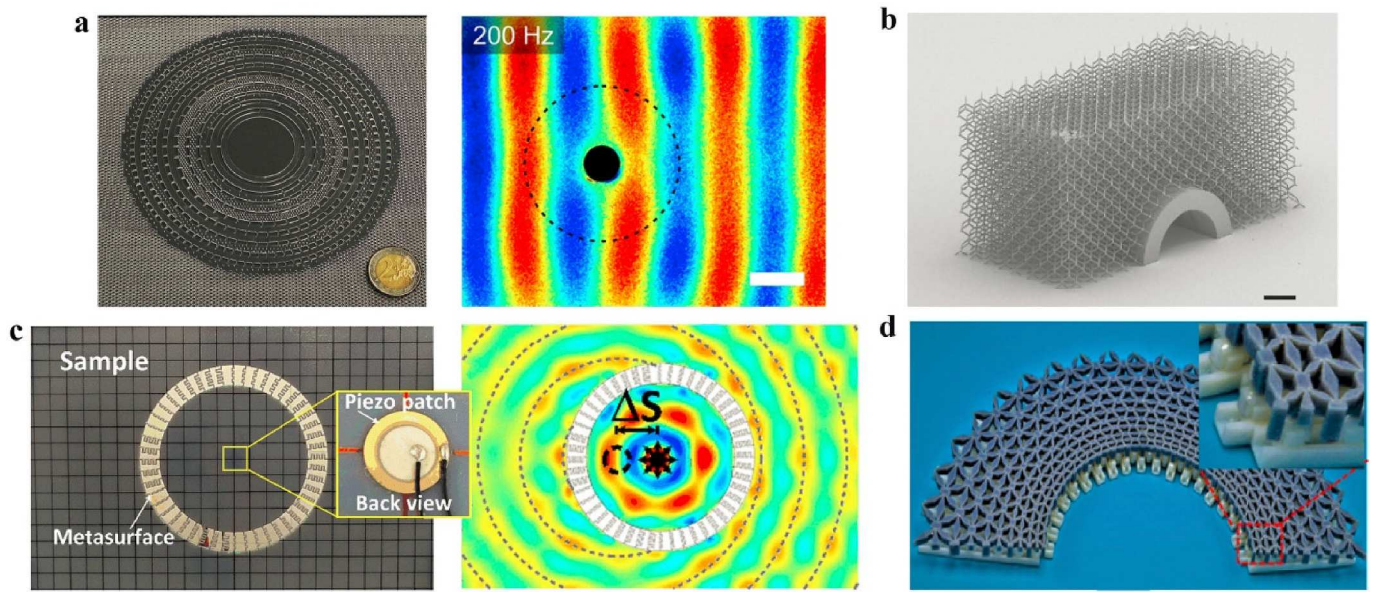 a
200 Hz
b
c
Sample
Piezo patch
Back view
Metasurface
ΔS
d